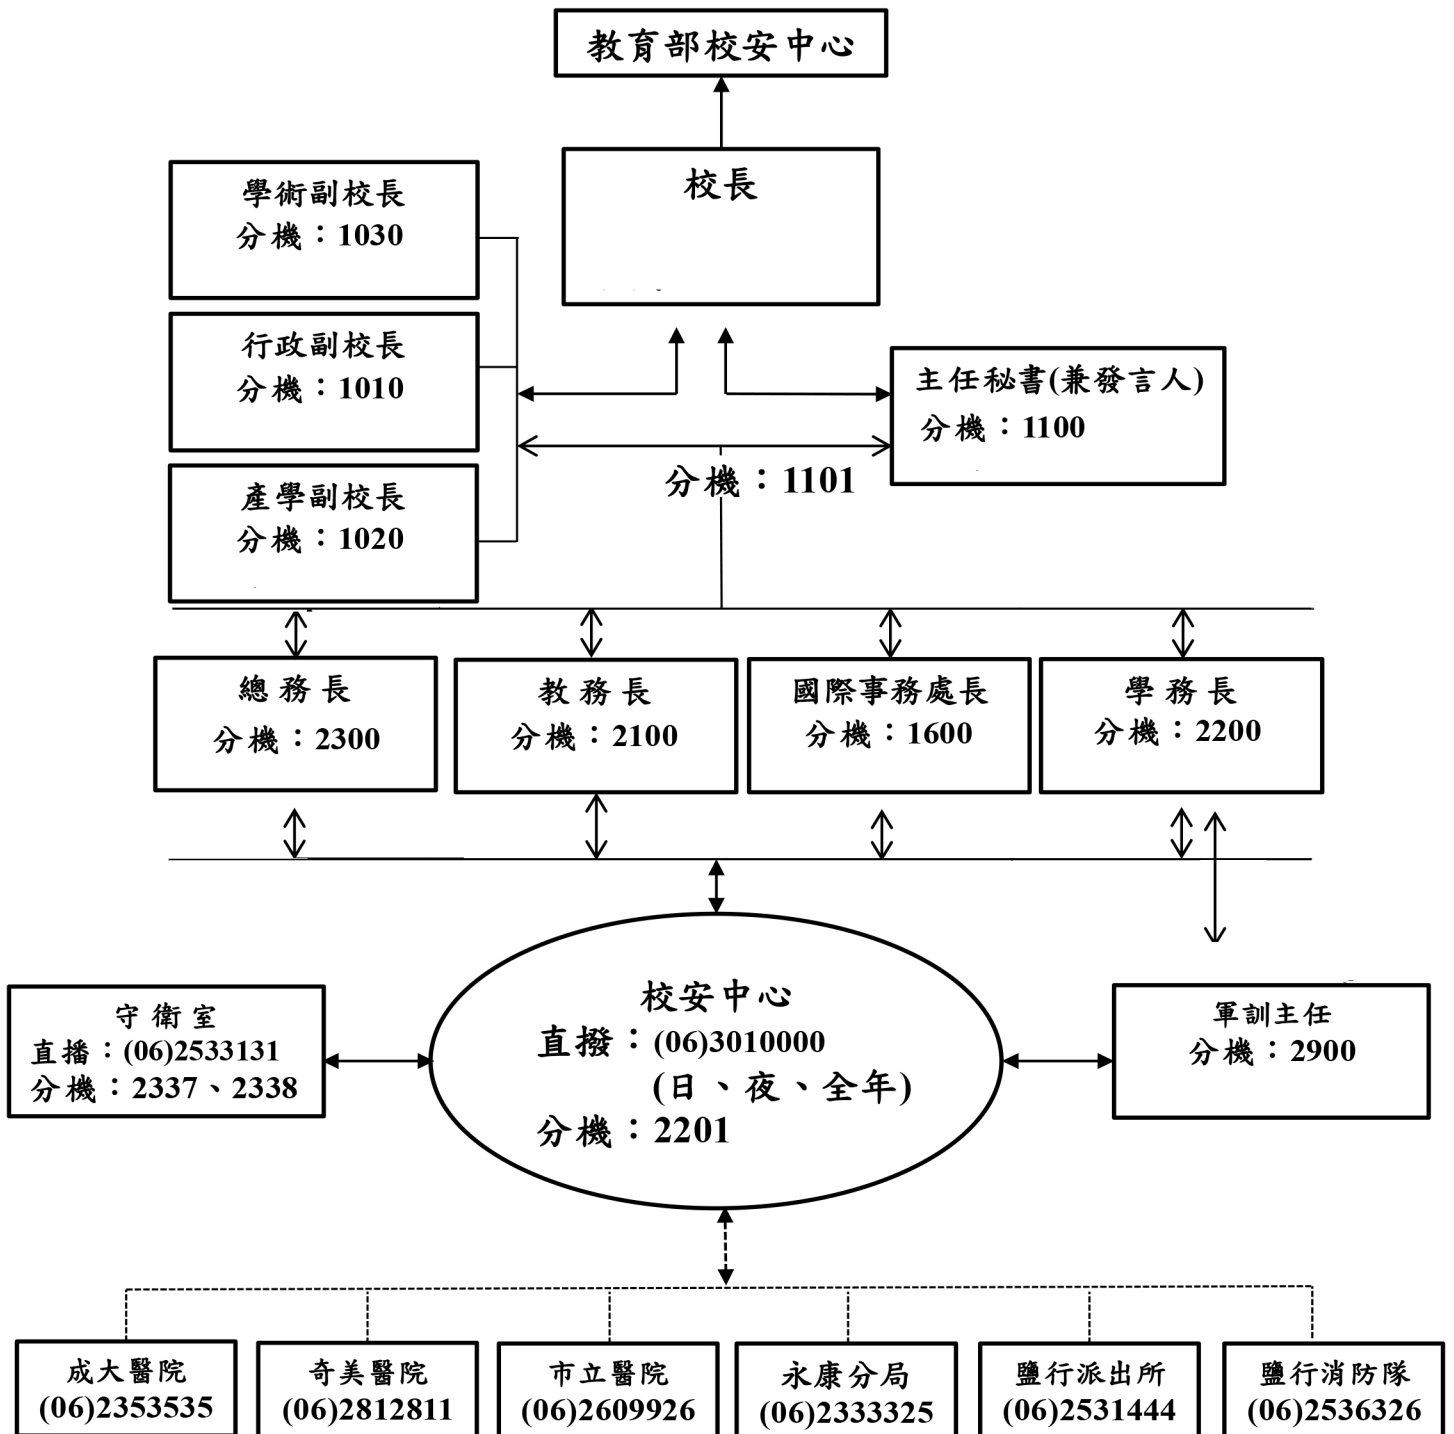 教育部校安中心
校長
學術副校長
分機：1030
行政副校長
分機：1010
產學副校長
分機：1020
主任秘書(兼發言人)
分機：1100
分機：1101
總務長
分機：2300
教務長
分機：2100
國際事務處長
分機：1600
學務長
分機：2200
守衛室
直播：(06)2533131
分機：2337、2338
校安中心
直撥：(06)3010000
(日、夜、全年)
分機：2201
軍訓主任
分機：2900
成大醫院
(06)2353535
奇美醫院
(06)2812811
市立醫院
(06)2609926
永康分局
(06)2333325
鹽行派出所
(06)2531444
鹽行消防隊
(06)2536326